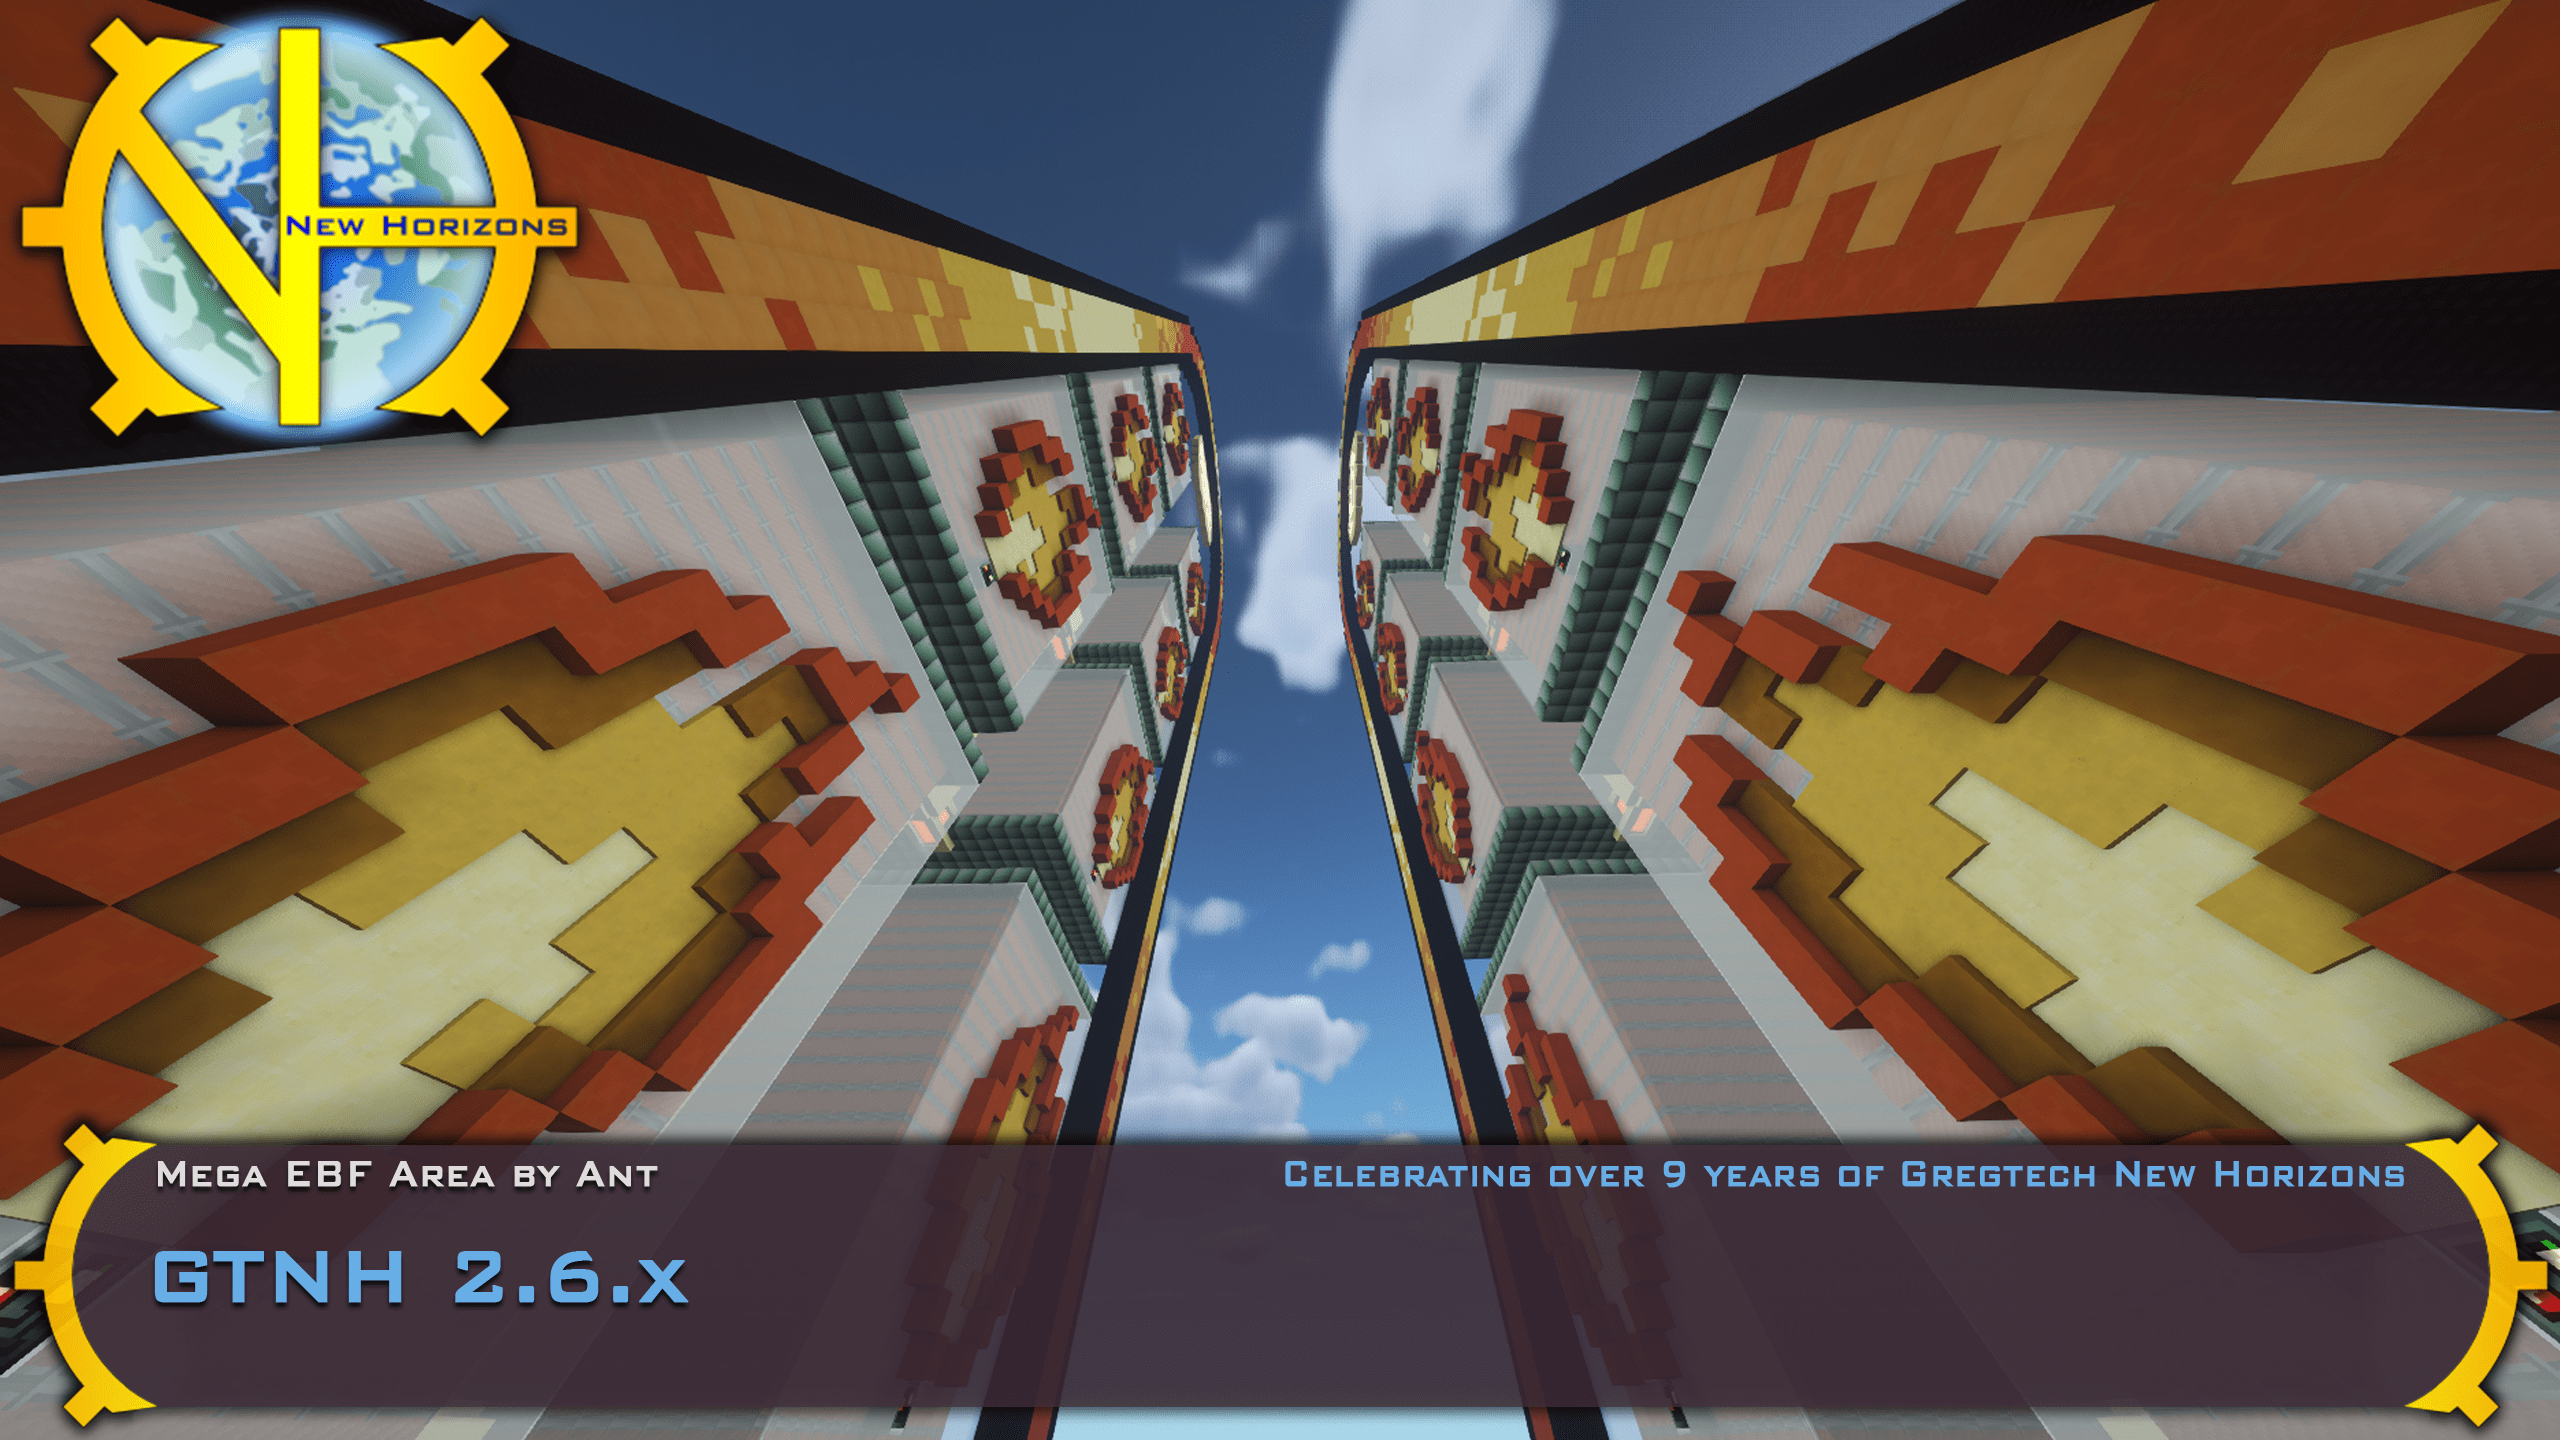 New Horizons
Mega EBF Area by Ant
Celebrating over 9 years of Gregtech New Horizons
GTNH 2.6.x